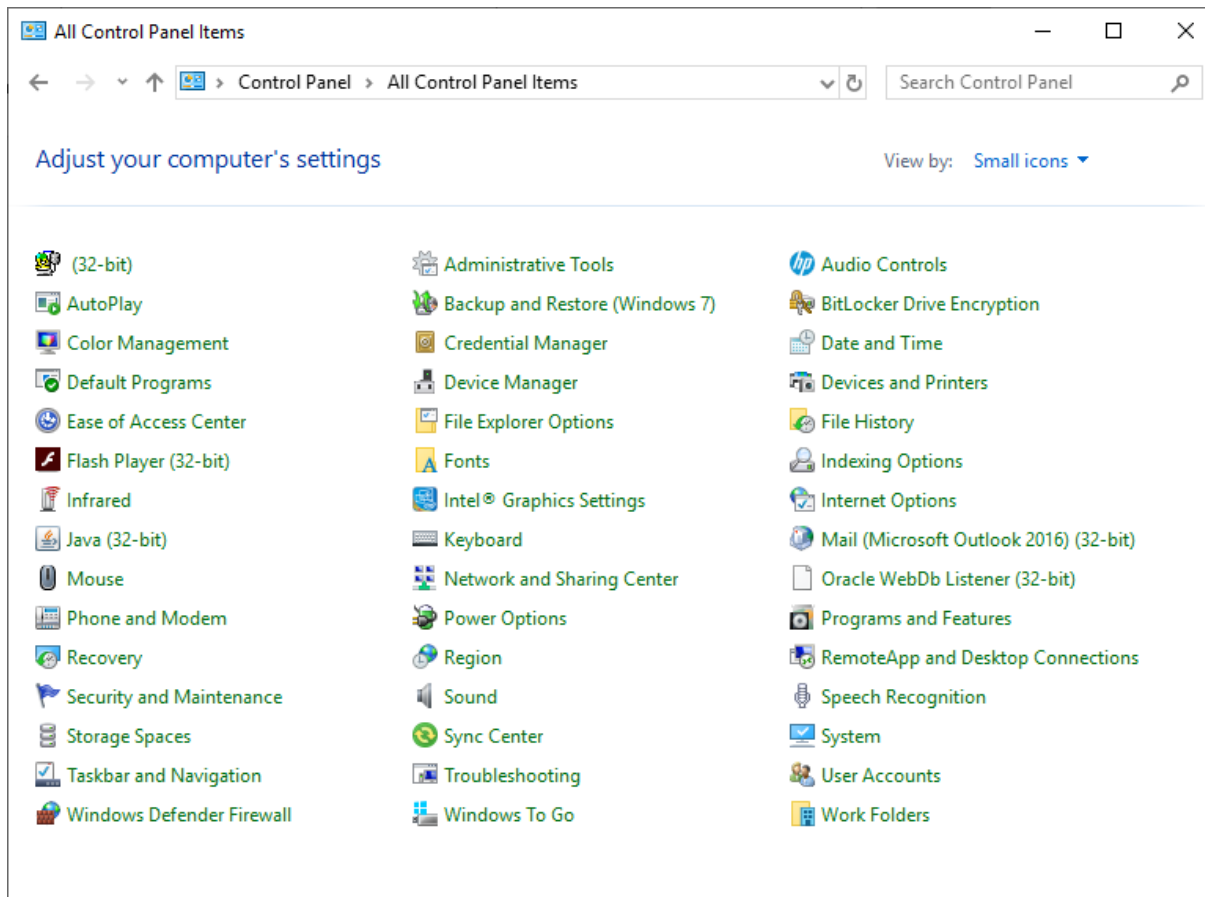 All Control Panel Items
Control Panel > All Control Panel Items
Search Control Panel
Adjust your computer's settings
View by: Small icons
(32-bit)
Administrative Tools
Audio Controls
AutoPlay
Backup and Restore (Windows 7)
BitLocker Drive Encryption
Color Management
Credential Manager
Date and Time
Default Programs
Device Manager
Devices and Printers
Ease of Access Center
File Explorer Options
File History
Flash Player (32-bit)
Fonts
Indexing Options
Infrared
Intel® Graphics Settings
Internet Options
Java (32-bit)
Keyboard
Mail (Microsoft Outlook 2016) (32-bit)
Mouse
Network and Sharing Center
Oracle WebDb Listener (32-bit)
Phone and Modem
Power Options
Programs and Features
Recovery
Region
RemoteApp and Desktop Connections
Security and Maintenance
Sound
Speech Recognition
Storage Spaces
Sync Center
System
Taskbar and Navigation
Troubleshooting
User Accounts
Windows Defender Firewall
Windows To Go
Work Folders